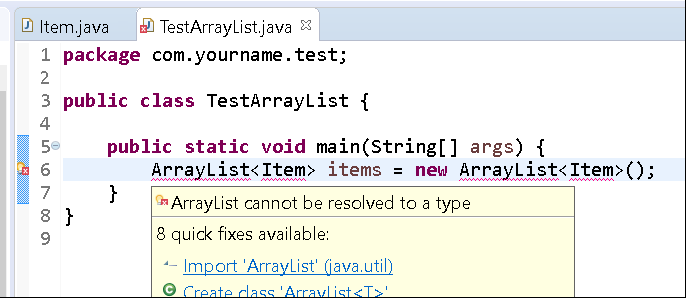 Item.java TestArrayList.java
1 package com.yourname.test;
2
3 public class TestArrayList {
4
5 public static void main(String[] args) {
6 ArrayList<Item> items = new ArrayList<Item>();
7 }
8 }
9
ArrayList cannot be resolved to a type
8 quick fixes available:
Import 'ArrayList' (java.util)
Create class 'ArrayList<T>'